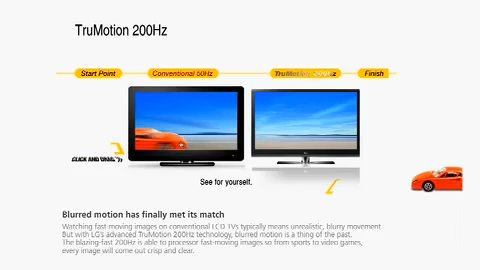 TruMotion 200Hz
Start Point
Conventional 50Hz
TruMotion 200Hz
Finish
CLICK AND DRAG
See for yourself.
Blurred motion has finally met its match
Watching fast-moving images on conventional LCD TVs typically means unrealistic, blurry movement
But with LG's advanced TruMotion 200Hz technology, blurred motion is a thing of the past.
The blazing-fast 200Hz is able to processor fast-moving images so from sports to video games,
every image will come out crisp and clear.